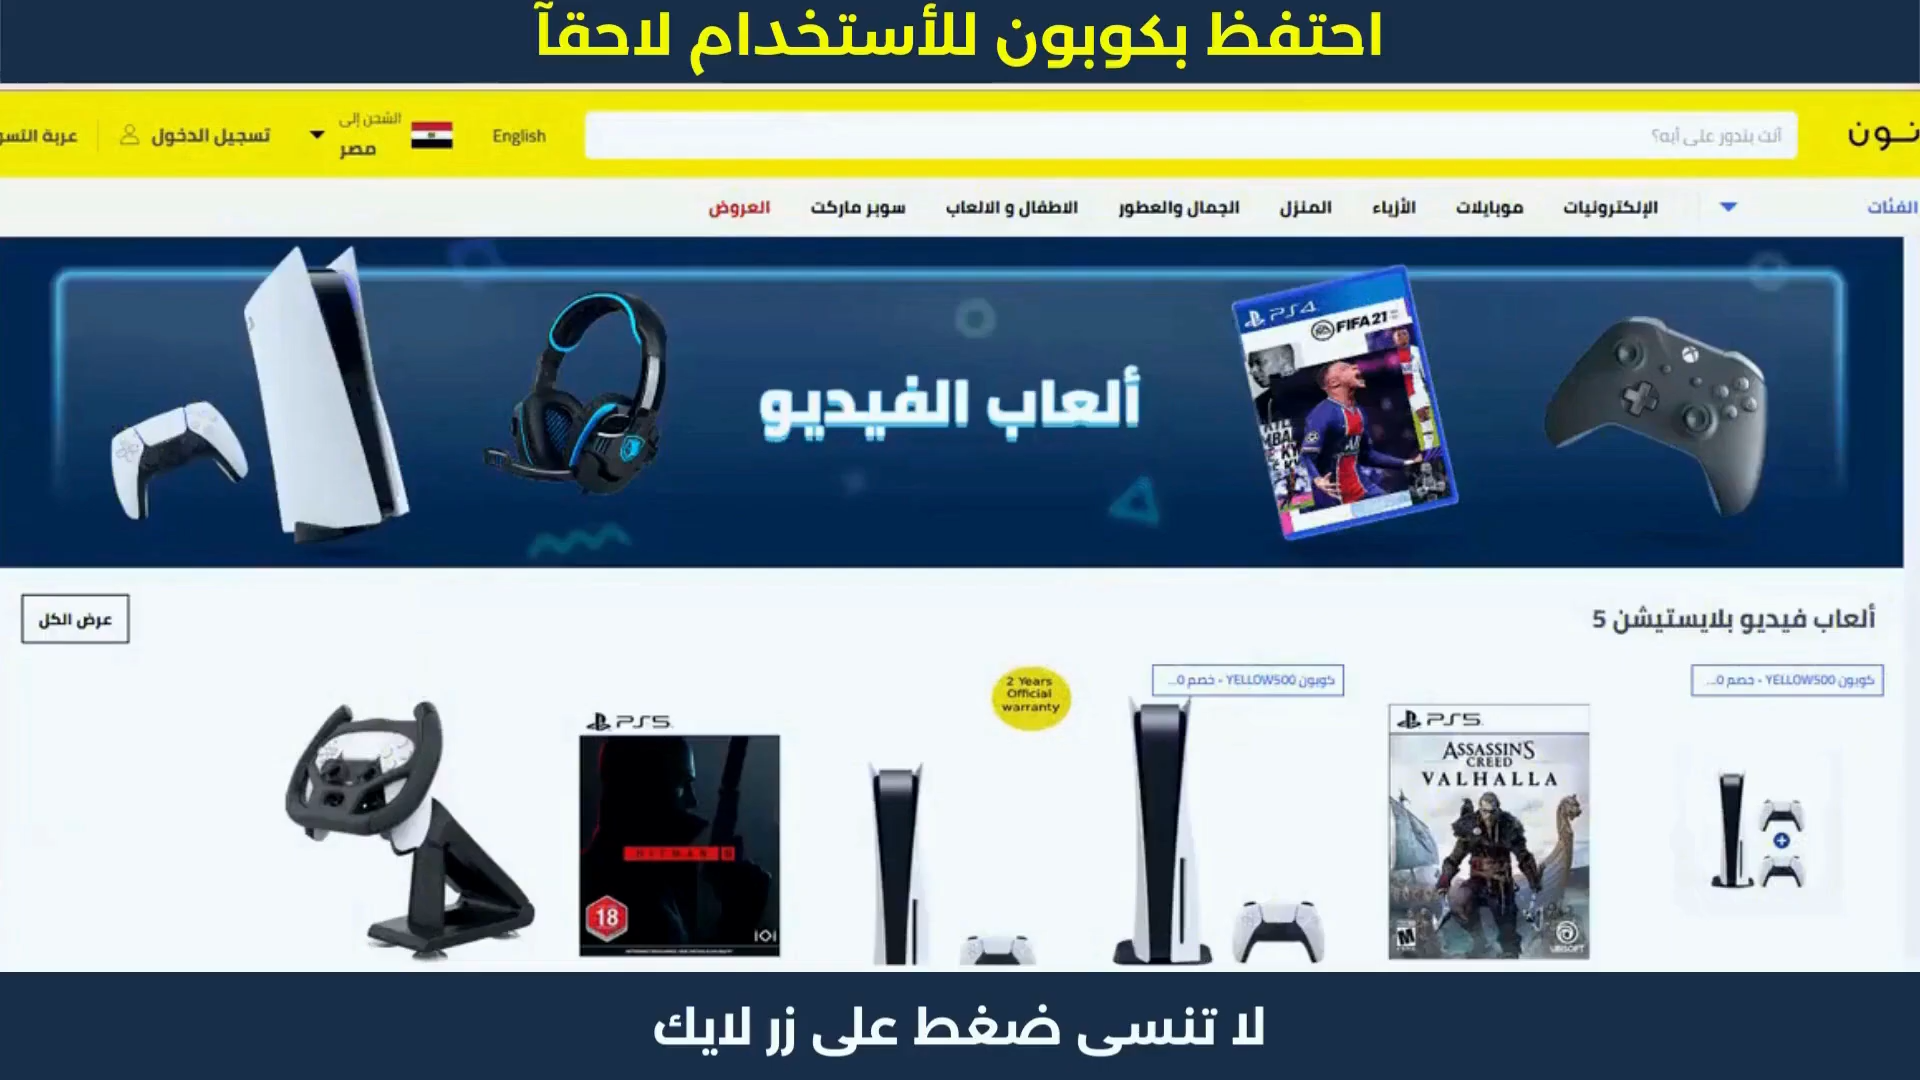 احتفظ بكوبون للأستخدام لاحقآ
نون
أنت بتدور على أيه؟
English
الشحن إلى
مصر
تسجيل الدخول
عربة
الفئات
الإلكترونيات
موبايلات
الأزياء
المنزل
الجمال والعطور
الاطفال و الالعاب
سوبر ماركت
العروض
ألعاب الفيديو
PS4
FIFA 21
ألعاب فيديو بلايستيشن 5
عرض الكل
كوبون YELLOW500 - خصم 0...
PS5
ASSASSIN'S
CREED
VALHALLA
M
UBISOFT
كوبون YELLOW500 - خصم 0...
2 Years
Official
warranty
PS5
HITMAN
18
IOI
لا تنسى ضغط على زر لايك